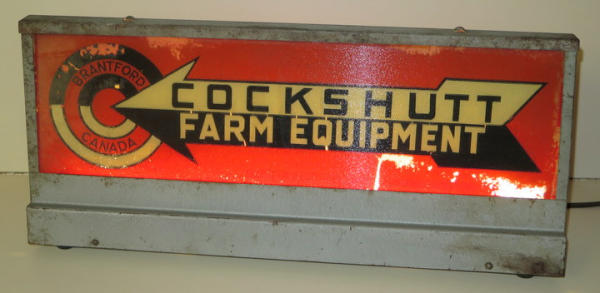 BRANTFORD
CANADA
COCKSHUTT
FARM EQUIPMENT